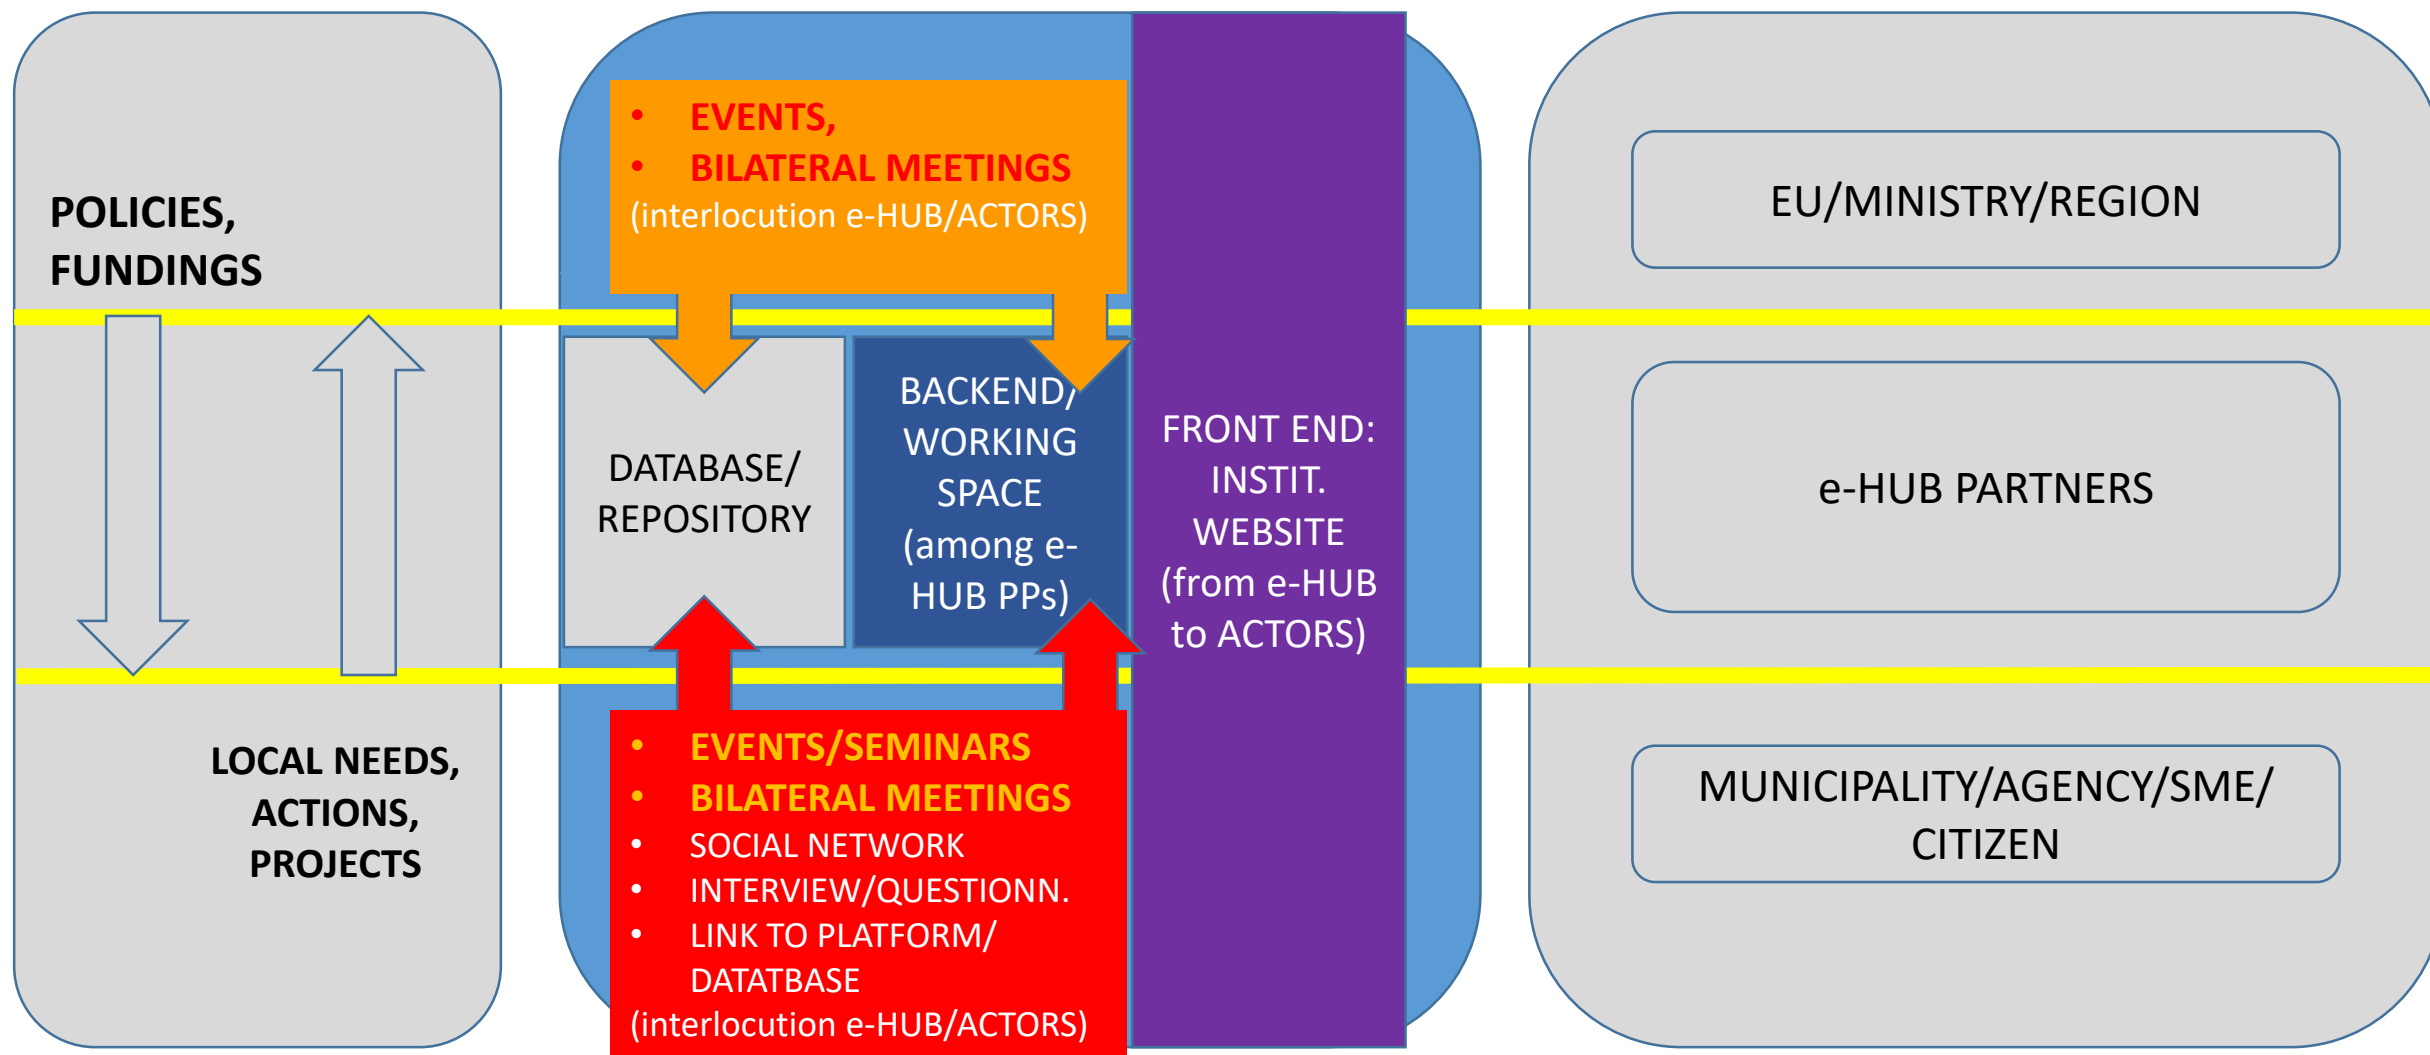 POLICIES,
FUNDINGS
LOCAL NEEDS,
ACTIONS,
PROJECTS
• EVENTS,
• BILATERAL MEETINGS
(interlocution e-HUB/ACTORS)
DATABASE/
REPOSITORY
BACKEND/
WORKING
SPACE
(among e-
HUB PPs)
FRONT END:
INSTIT.
WEBSITE
(from e-HUB
to ACTORS)
• EVENTS/SEMINARS
• BILATERAL MEETINGS
• SOCIAL NETWORK
• INTERVIEW/QUESTIONN.
• LINK TO PLATFORM/
DATATBASE
(interlocution e-HUB/ACTORS)
EU/MINISTRY/REGION
e-HUB PARTNERS
MUNICIPALITY/AGENCY/SME/
CITIZEN